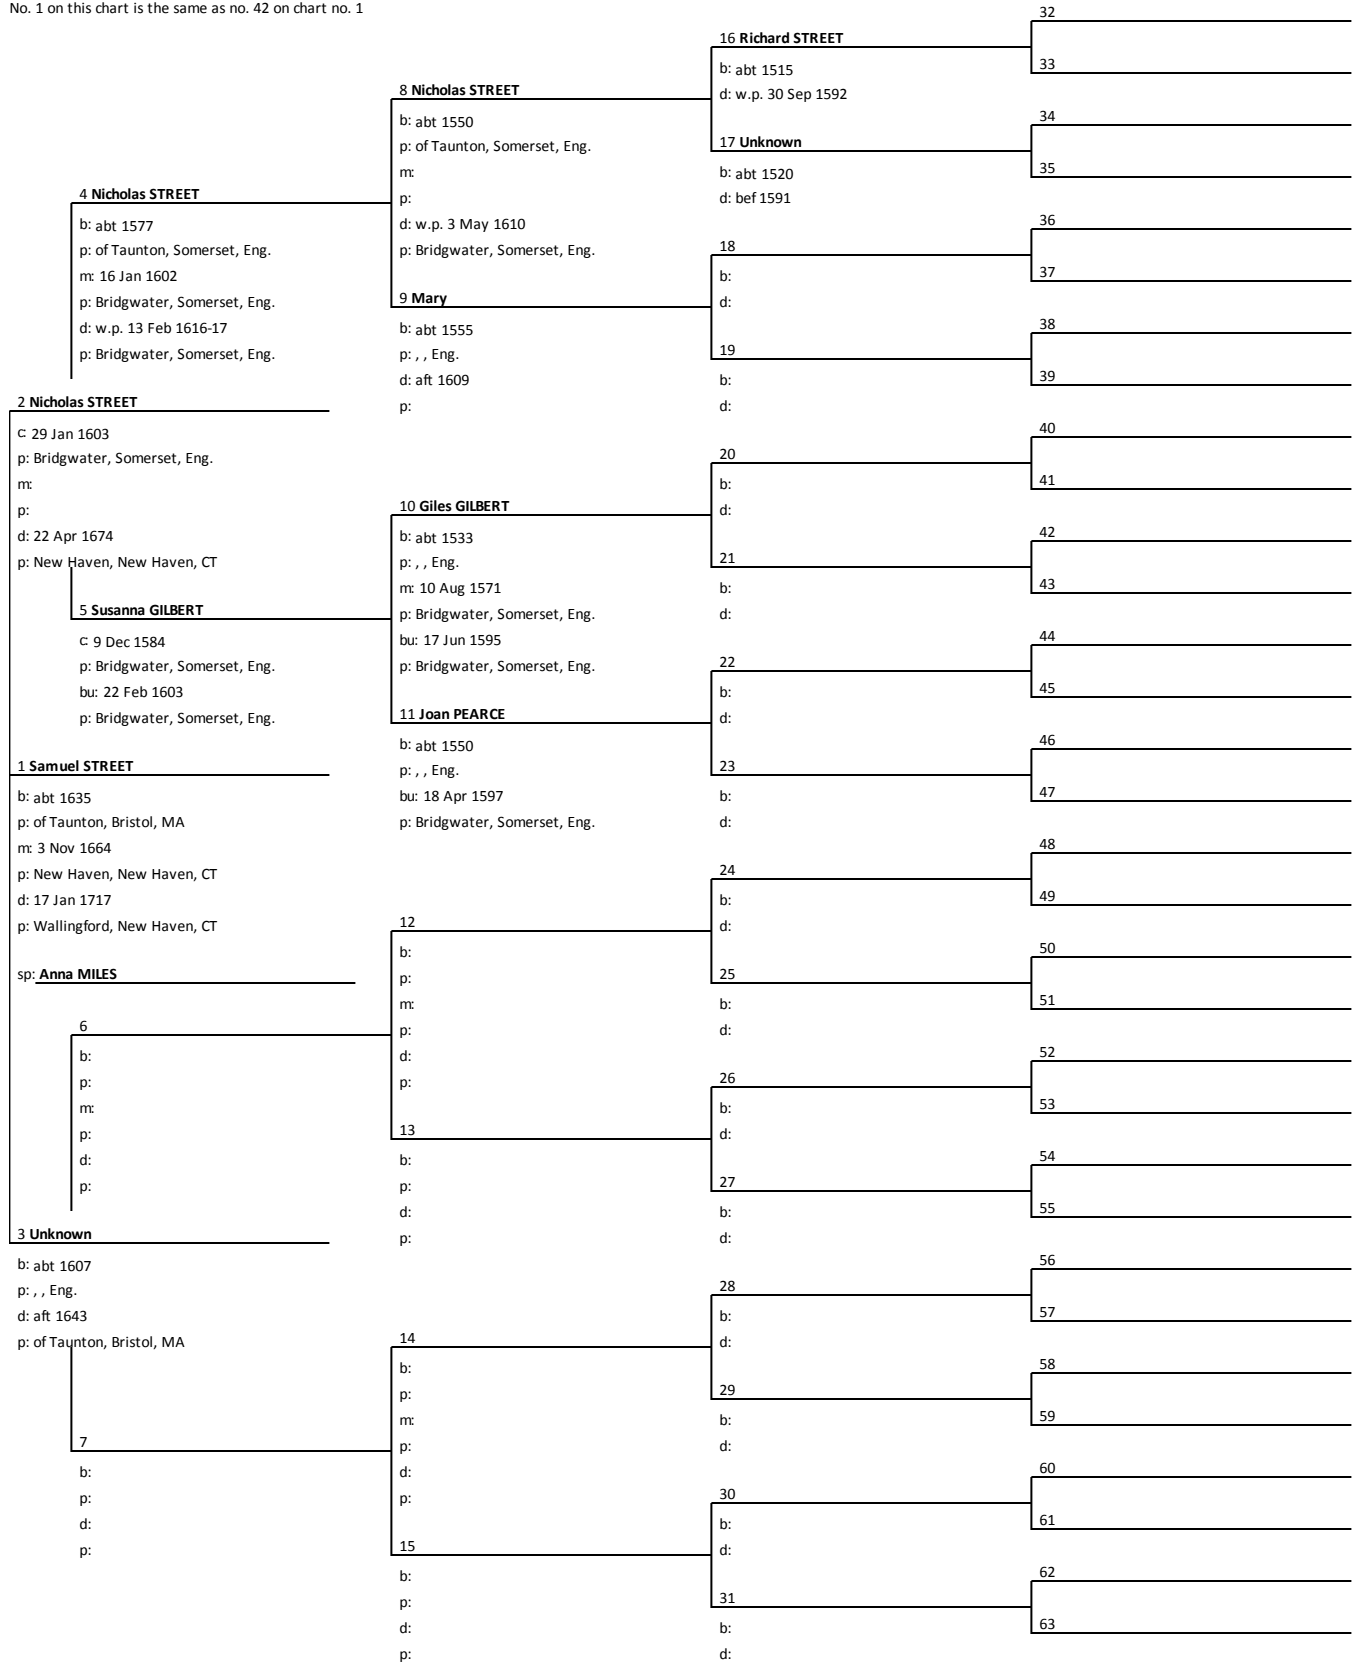 No. 1 on this chart is the same as no. 42 on chart no. 1
2 Nicholas STREET
c: 29 Jan 1603
p: Bridgwater, Somerset, Eng.
m:
p:
d: 22 Apr 1674
p: New Haven, New Haven, CT
1 Samuel STREET
b: abt 1635
p: of Taunton, Bristol, MA
m: 3 Nov 1664
p: New Haven, New Haven, CT
d: 17 Jan 1717
p: Wallingford, New Haven, CT
sp: Anna MILES
3 Unknown
b: abt 1607
p: , , Eng.
d: aft 1643
p: of Taunton, Bristol, MA
4 Nicholas STREET
b: abt 1577
p: of Taunton, Somerset, Eng.
m: 16 Jan 1602
p: Bridgwater, Somerset, Eng.
d: w.p. 13 Feb 1616-17
p: Bridgwater, Somerset, Eng.
5 Susanna GILBERT
c: 9 Dec 1584
p: Bridgwater, Somerset, Eng.
bu: 22 Feb 1603
p: Bridgwater, Somerset, Eng.
6
b:
p:
m:
p:
d:
p:
7
b:
p:
d:
p:
8 Nicholas STREET
b: abt 1550
p: of Taunton, Somerset, Eng.
m:
p:
d: w.p. 3 May 1610
p: Bridgwater, Somerset, Eng.
9 Mary
b: abt 1555
p: , , Eng.
d: aft 1609
p:
10 Giles GILBERT
b: abt 1533
p: , , Eng.
m: 10 Aug 1571
p: Bridgwater, Somerset, Eng.
bu: 17 Jun 1595
p: Bridgwater, Somerset, Eng.
11 Joan PEARCE
b: abt 1550
p: , , Eng.
bu: 18 Apr 1597
p: Bridgwater, Somerset, Eng.
12
b:
p:
m:
p:
d:
p:
13
b:
p:
d:
p:
14
b:
p:
m:
p:
d:
p:
15
b:
p:
d:
p:
16 Richard STREET
b: abt 1515
d: w.p. 30 Sep 1592
17 Unknown
b: abt 1520
d: bef 1591
18
b:
d:
19
b:
d:
20
b:
d:
21
b:
d:
22
b:
d:
23
b:
d:
24
b:
d:
25
b:
d:
26
b:
d:
27
b:
d:
28
b:
d:
29
b:
d:
30
b:
d:
31
b:
d:
32
33
34
35
36
37
38
39
40
41
42
43
44
45
46
47
48
49
50
51
52
53
54
55
56
57
58
59
60
61
62
63